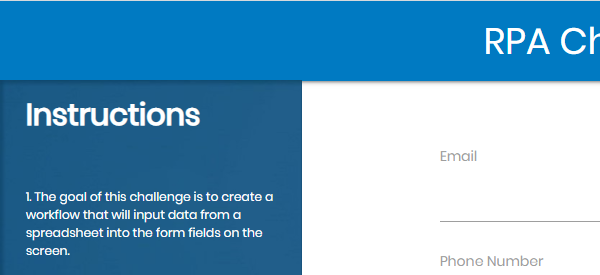 RPA Ch
Instructions
1. The goal of this challenge is to create a
workflow that will input data from a
spreadsheet into the form fields on the
screen.
Email
Phone Number